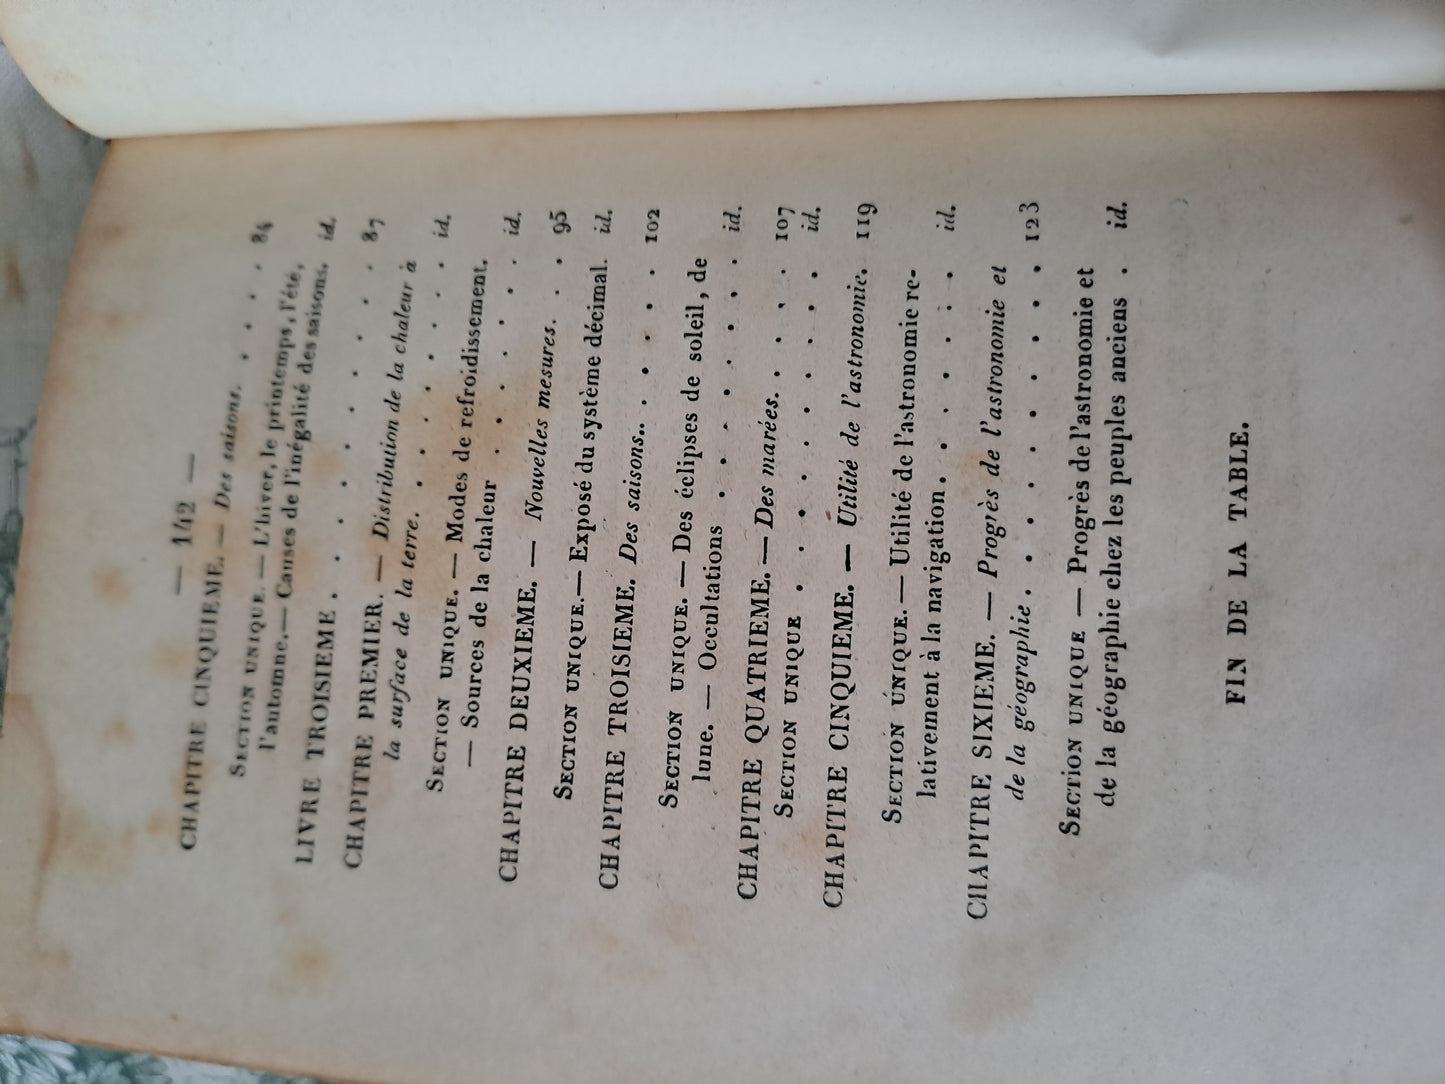 — 142 —
CHAPITRE CINQUIEME. — Des saisons. . . . . 84
SECTION UNIQUE. — L'hiver, le printemps, l'été,
l'automne. — Causes de l'inégalité des saisons. id.
LIVRE TROISIEME . . . . . . . . . 87
CHAPITRE PREMIER. — Distribution de la chaleur à
la surface de la terre. . . . . . . . id.
SECTION UNIQUE. — Modes de refroidissement.
— Sources de la chaleur . . . . . . id.
CHAPITRE DEUXIEME. — Nouvelles mesures. . . 95
SECTION UNIQUE. — Exposé du système décimal. id.
CHAPITRE TROISIEME. Des saisons.. . . . . . 102
SECTION UNIQUE. — Des éclipses de soleil, de
lune. — Occultations . . . . . . . . id.
CHAPITRE QUATRIEME. — Des marées. . . . . 107
SECTION UNIQUE . . . . . . . . . . id.
CHAPITRE CINQUIEME. — Utilité de l'astronomie. 119
SECTION UNIQUE. — Utilité de l'astronomie re-
lativement à la navigation . . . . . . . id.
CHAPITRE SIXIEME. — Progrès de l'astronomie et
de la géographie . . . . . . . . . . 123
SECTION UNIQUE — Progrès de l'astronomie et
de la géographie chez les peuples anciens . id.
FIN DE LA TABLE.